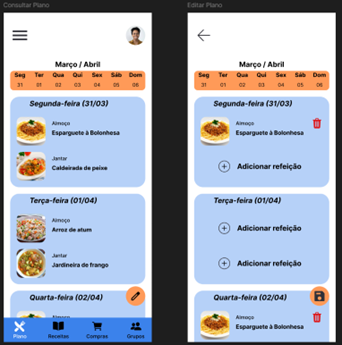 Consultar Plano
Março / Abril
Seg Ter Qua Qui Sex Sáb Dom
31 01 02 03 04 05 06
Segunda-feira (31/03)
Almoço
Esparguete à Bolonhesa
Jantar
Caldeirada de peixe
Terça-feira (01/04)
Almoço
Arroz de atum
Jantar
Jardineira de frango
Quarta-feira (02/04)
Almoço
Esparguete à Bolonhesa
Plano Receitas Compras Grupos
Editar Plano
Março / Abril
Seg Ter Qua Qui Sex Sáb Dom
31 01 02 03 04 05 06
Segunda-feira (31/03)
Almoço
Esparguete à Bolonhesa
Adicionar refeição
Terça-feira (01/04)
Adicionar refeição
Adicionar refeição
Quarta-feira (02/04)
Almoço
Esparguete à Bolonhesa